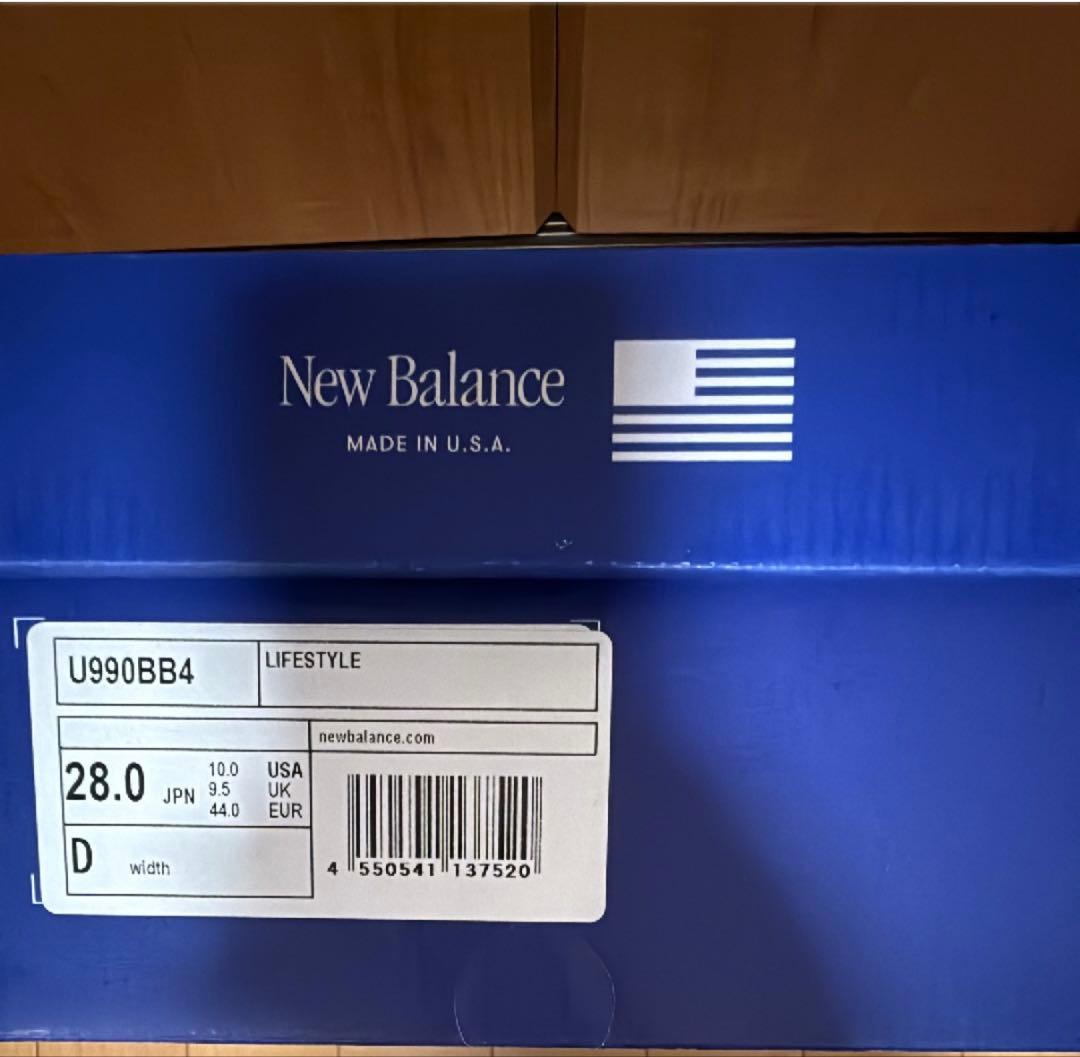 New Balance
MADE IN U.S.A.
U990BB4
LIFESTYLE
newbalance.com
28.0 JPN
10.0 USA
9.5 UK
44.0 EUR
D width
4 550541 137520